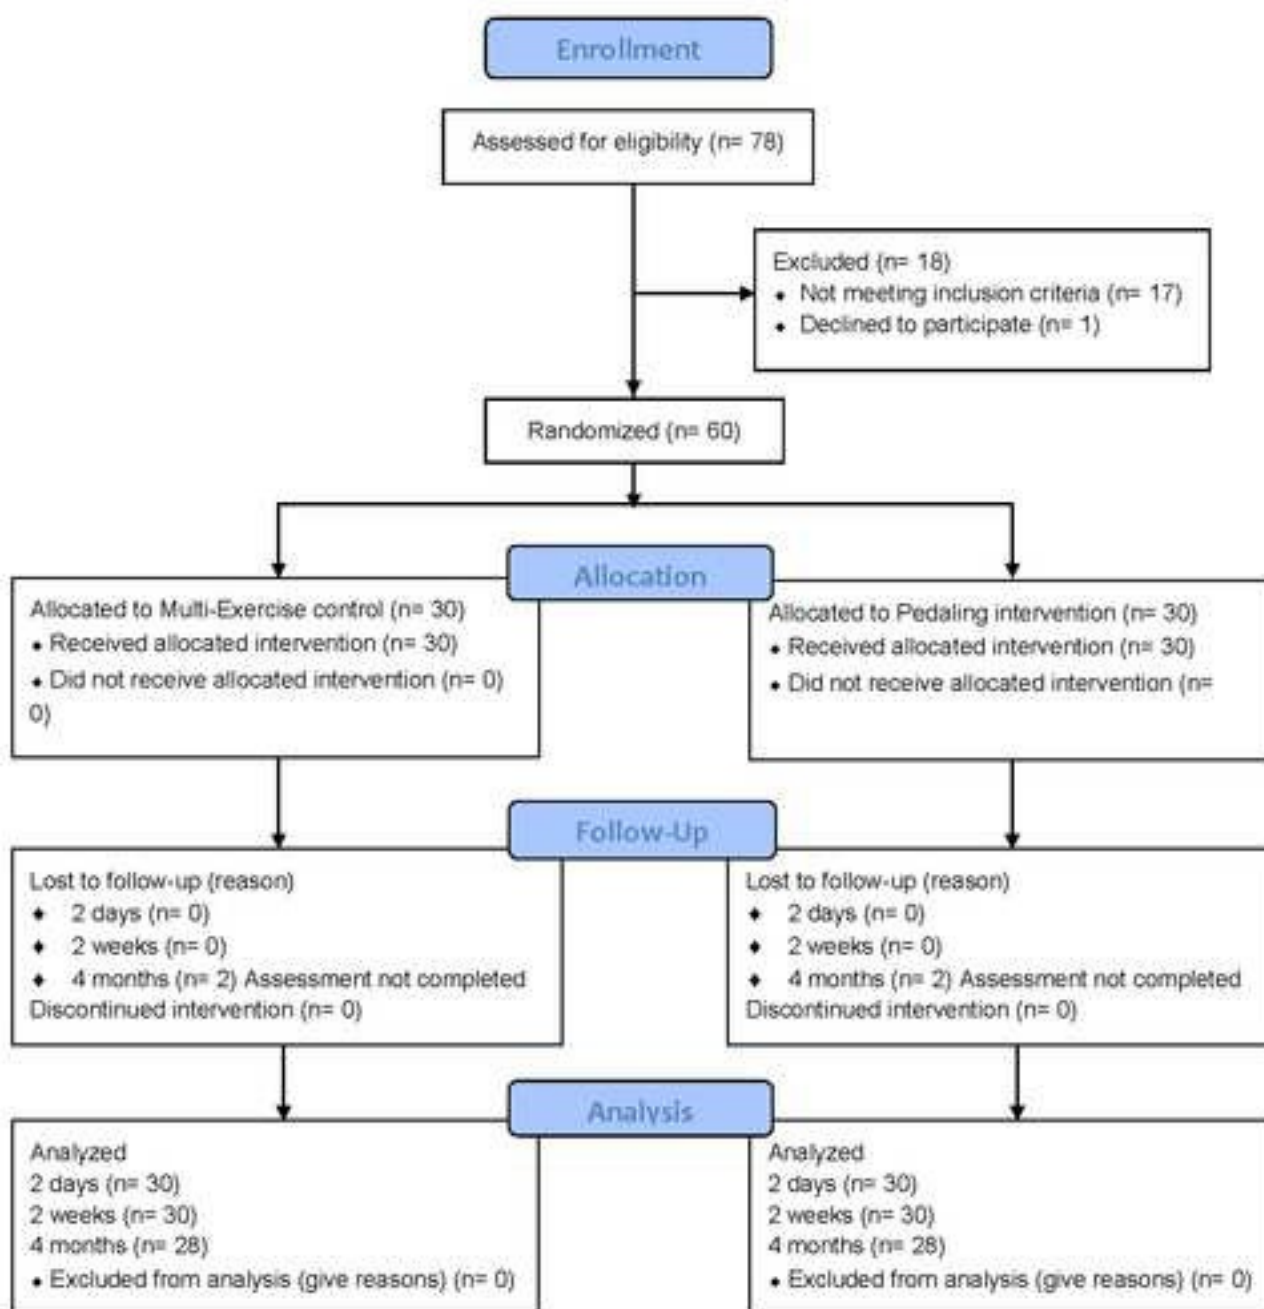 Enrollment
Assessed for eligibility (n= 78)
Excluded (n= 18)
• Not meeting inclusion criteria (n= 17)
• Declined to participate (n= 1)
Randomized (n= 60)
Allocation
Allocated to Multi-Exercise control (n= 30)
• Received allocated intervention (n= 30)
• Did not receive allocated intervention (n= 0)
0)
Allocated to Pedaling intervention (n= 30)
• Received allocated intervention (n= 30)
• Did not receive allocated intervention (n=
Follow-Up
Lost to follow-up (reason)
♦ 2 days (n= 0)
♦ 2 weeks (n= 0)
♦ 4 months (n= 2) Assessment not completed
Discontinued intervention (n= 0)
Lost to follow-up (reason)
♦ 2 days (n= 0)
♦ 2 weeks (n= 0)
♦ 4 months (n= 2) Assessment not completed
Discontinued intervention (n= 0)
Analysis
Analyzed
2 days (n= 30)
2 weeks (n= 30)
4 months (n= 28)
• Excluded from analysis (give reasons) (n= 0)
Analyzed
2 days (n= 30)
2 weeks (n= 30)
4 months (n= 28)
• Excluded from analysis (give reasons) (n= 0)